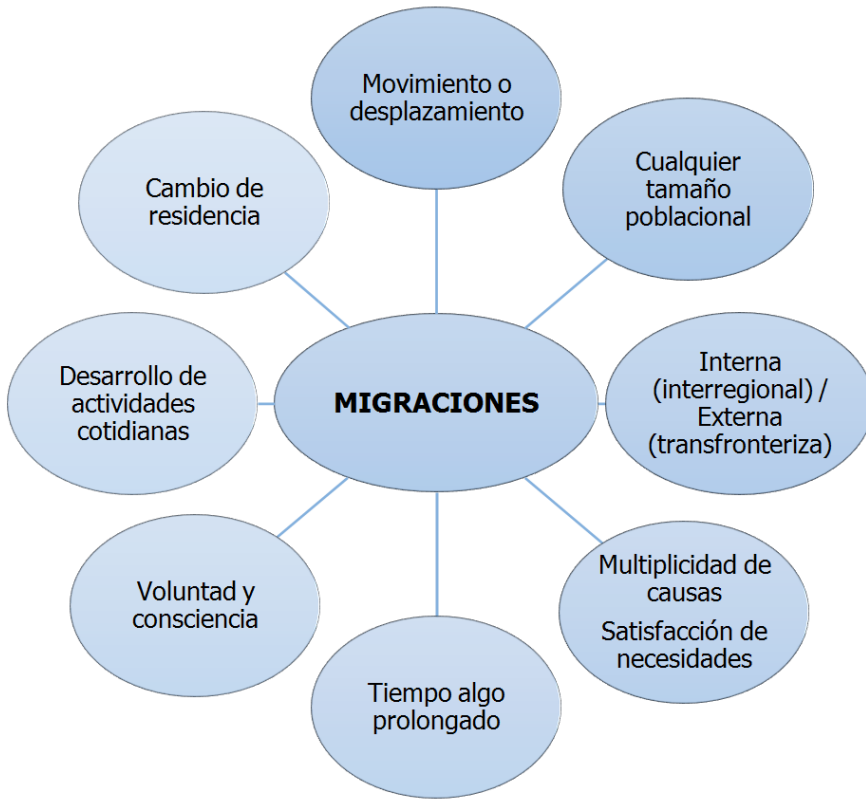 Movimiento o
desplazamiento
Cualquier
tamaño
poblacional
Interna
(interregional) /
Externa
(transfronteriza)
Multiplicidad de
causas
Satisfacción de
necesidades
Tiempo algo
prolongado
Voluntad y
consciencia
Desarrollo de
actividades
cotidianas
Cambio de
residencia
MIGRACIONES